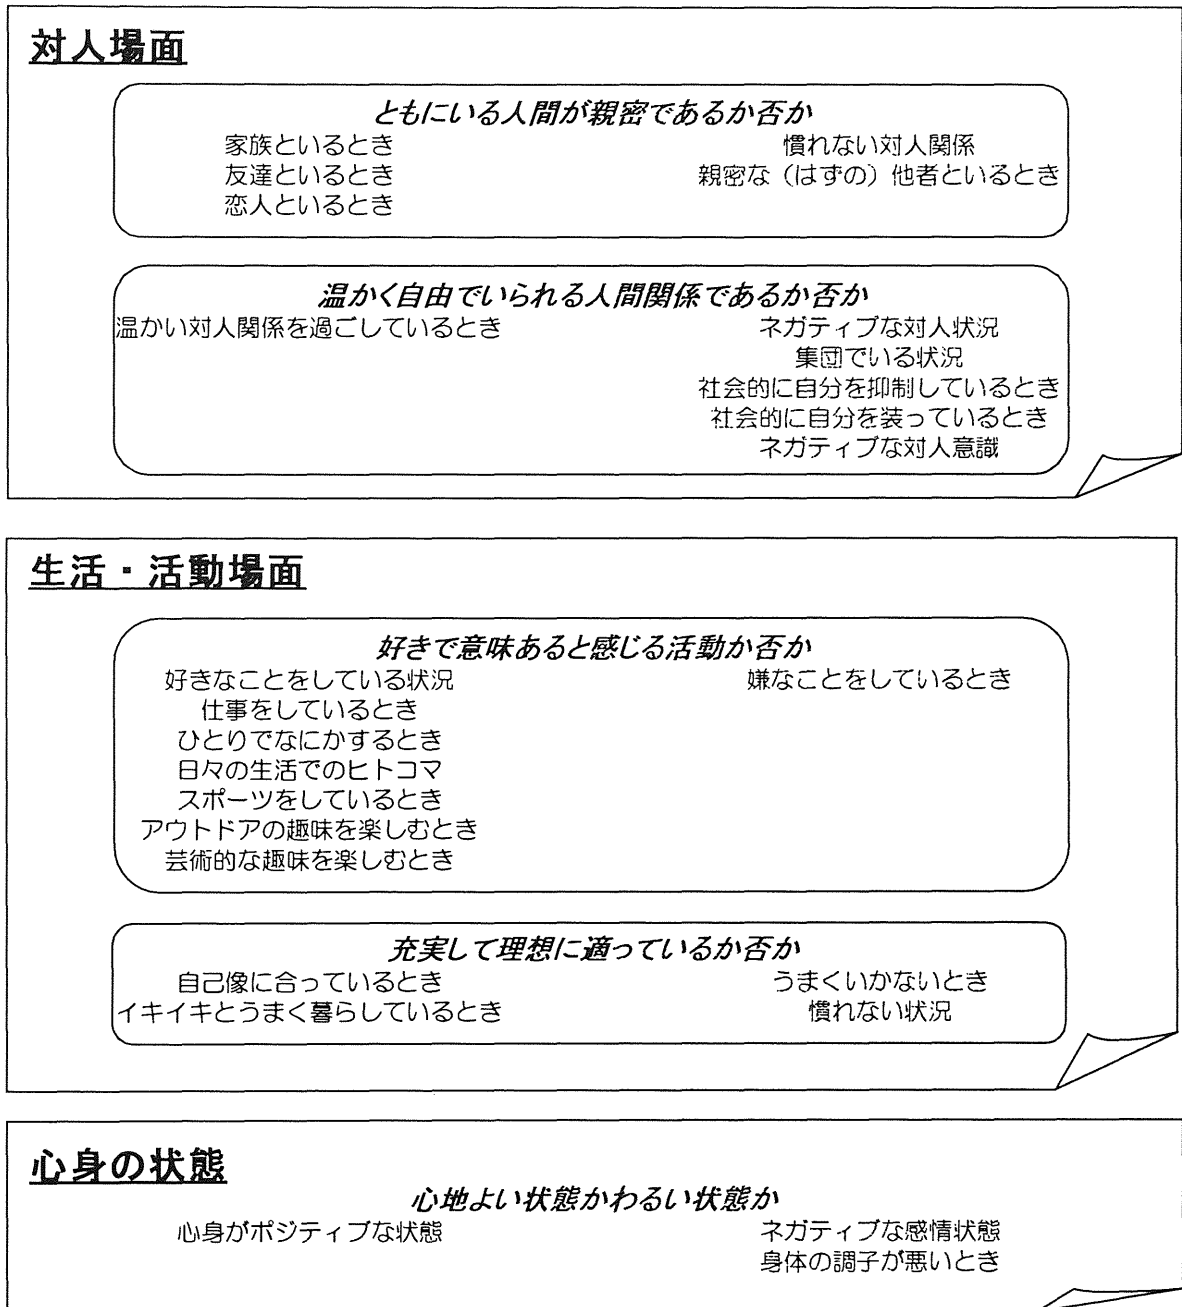 対人場面
ともにいる人間が親密であるか否か
家族といるとき 慣れない対人関係
友達といるとき 親密な（はずの）他者といるとき
恋人といるとき
温かく自由でいられる人間関係であるか否か
温かい対人関係を過ごしているとき ネガティブな対人状況
集団でいる状況
社会的に自分を抑制しているとき
社会的に自分を装っているとき
ネガティブな対人意識
生活・活動場面
好きで意味あると感じる活動か否か
好きなことをしている状況 嫌なことをしているとき
仕事をしているとき
ひとりでなにかするとき
日々の生活でのヒトコマ
スポーツをしているとき
アウトドアの趣味を楽しむとき
芸術的な趣味を楽しむとき
充実して理想に適っているか否か
自己像に合っているとき うまくいかないとき
イキイキとうまく暮らしているとき 慣れない状況
心身の状態
心地よい状態かわるい状態か
心身がポジティブな状態 ネガティブな感情状態
身体の調子が悪いとき